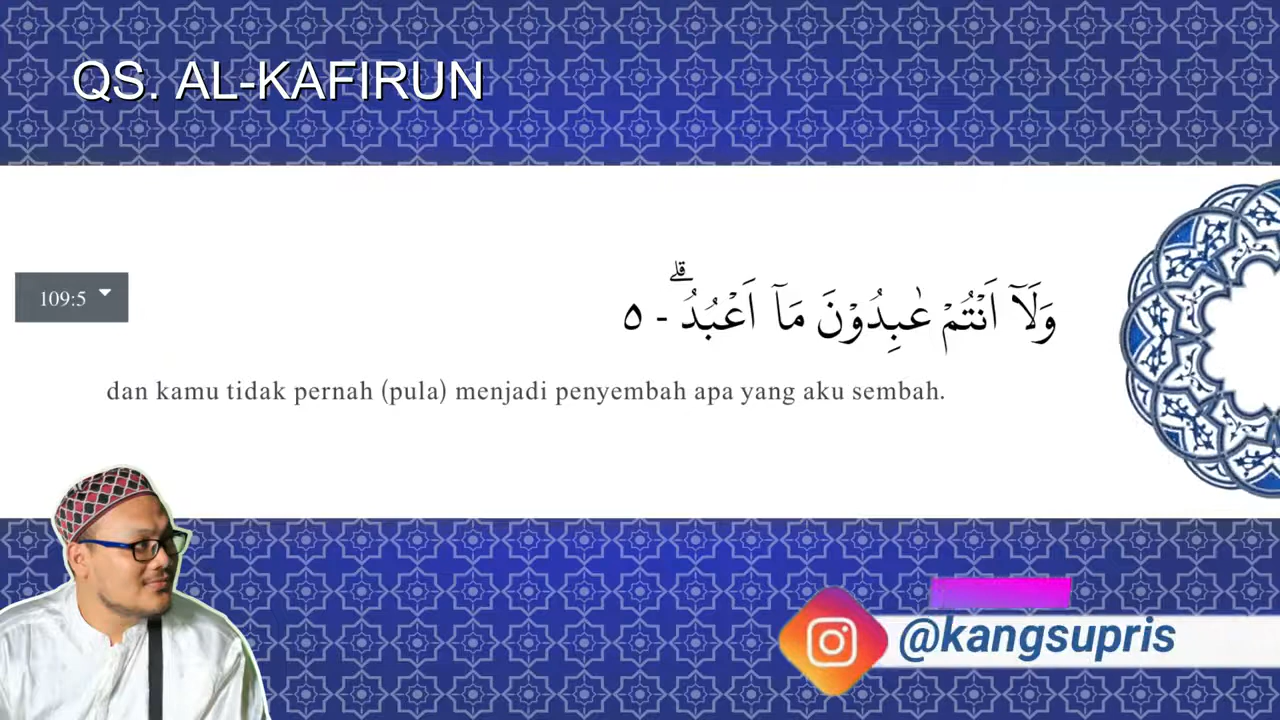 QS. AL-KAFIRUN
109:5
وَلَآ اَنْتُمْ عٰبِدُوْنَ مَآ اَعْبُدُۗ - ٥
dan kamu tidak pernah (pula) menjadi penyembah apa yang aku sembah.
@kangsupris